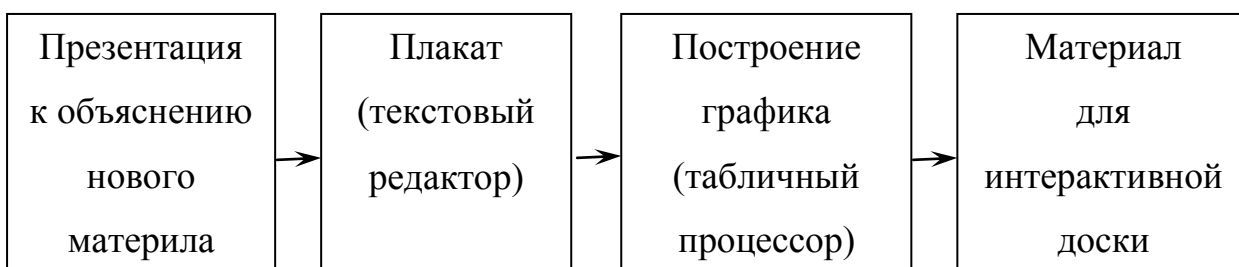 Презентация
к объяснению
нового
материла
Плакат
(текстовый
редактор)
Построение
графика
(табличный
процессор)
Материал
для
интерактивной
доски